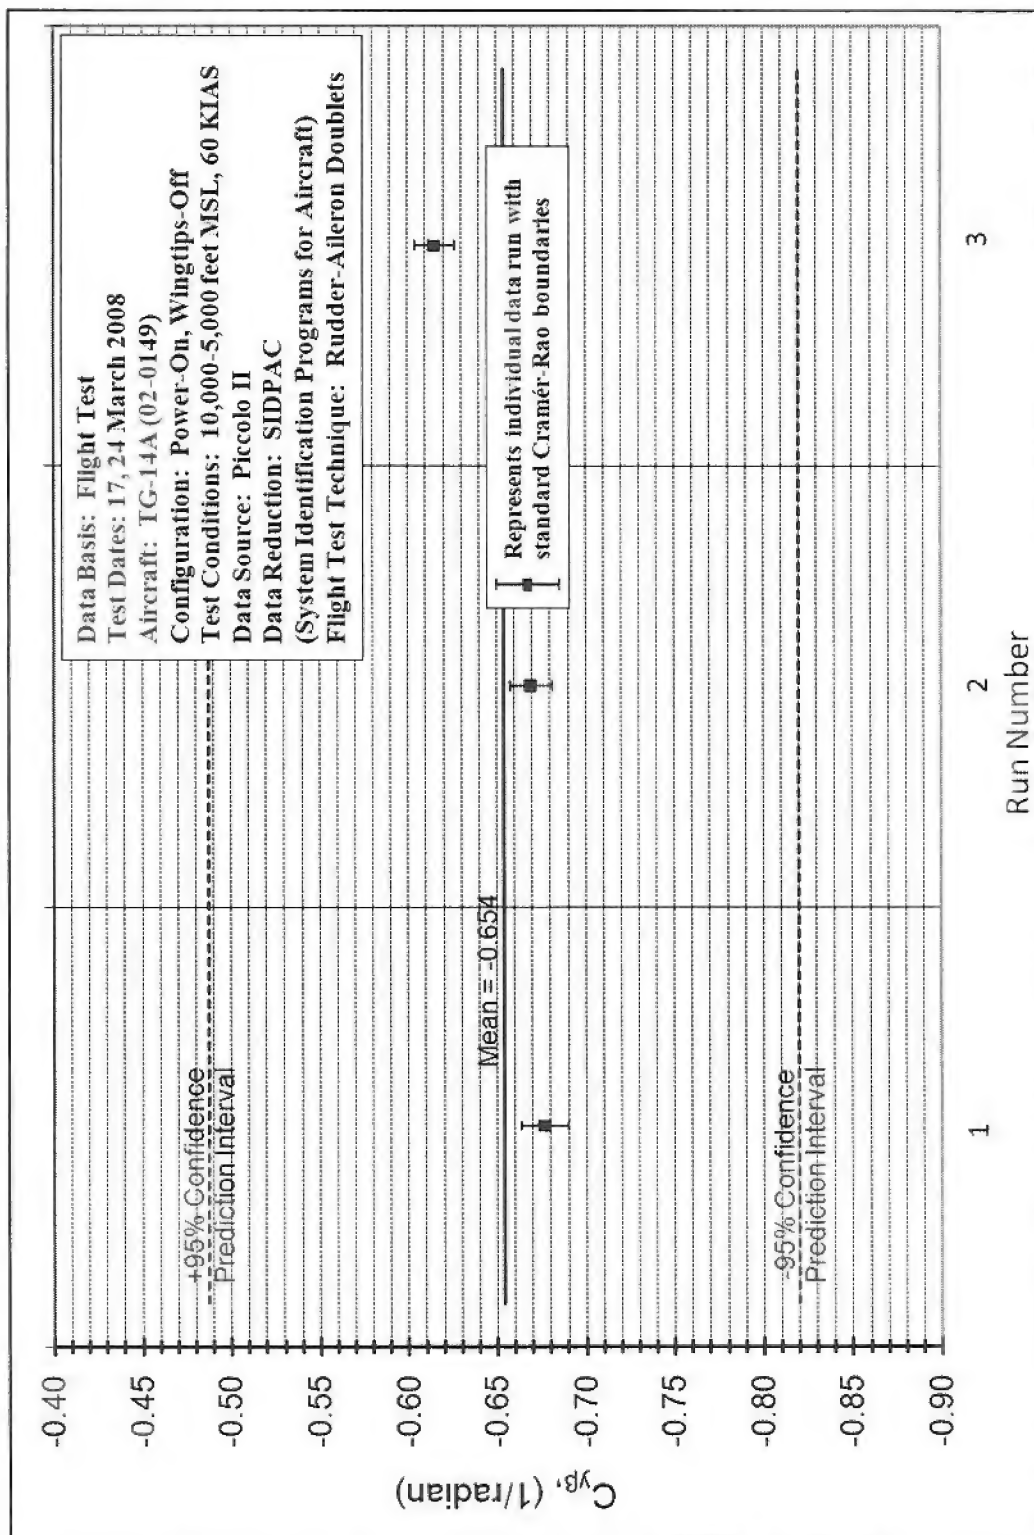 Data Basis: Flight Test
Test Dates: 17, 24 March 2008
Aircraft: TG-14A (02-0149)
Configuration: Power-On, Wingtips-Off
Test Conditions: 10,000-5,000 feet MSL, 60 KIAS
Data Source: Piccolo II
Data Reduction: SIDPAC
(System Identification Programs for Aircraft)
Flight Test Technique: Rudder-Aileron Doublets
+95% Confidence
Prediction Interval
Mean = -0.654
Represents individual data run with
standard Cramér-Rao boundaries
-95% Confidence
Prediction Interval
-0.40
-0.45
-0.50
-0.55
-0.60
-0.65
-0.70
-0.75
-0.80
-0.85
-0.90
Cyβ, (1/radian)
1
2
3
Run Number